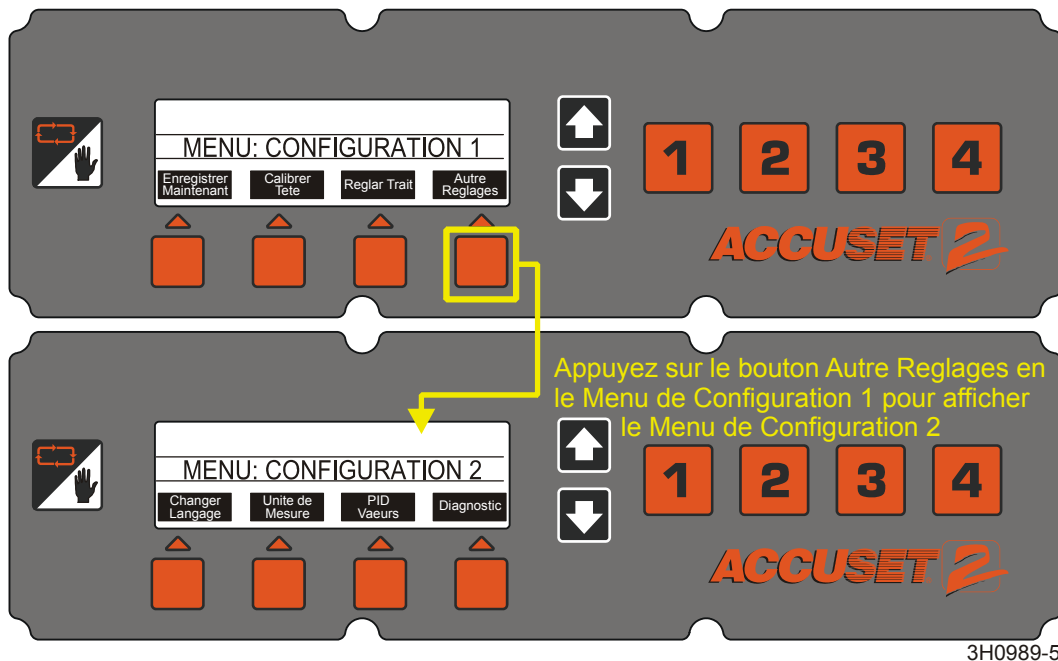 MENU: CONFIGURATION 1
Enregistrer
Maintenant
Calibrer
Tete
Reglar Trait
Autre
Reglages
1 2 3 4
ACCUSET 2
Appuyez sur le bouton Autre Reglages en
le Menu de Configuration 1 pour afficher
le Menu de Configuration 2
MENU: CONFIGURATION 2
Changer
Langage
Unite de
Mesure
PID
Vaeurs
Diagnostic
1 2 3 4
ACCUSET 2
3H0989-5